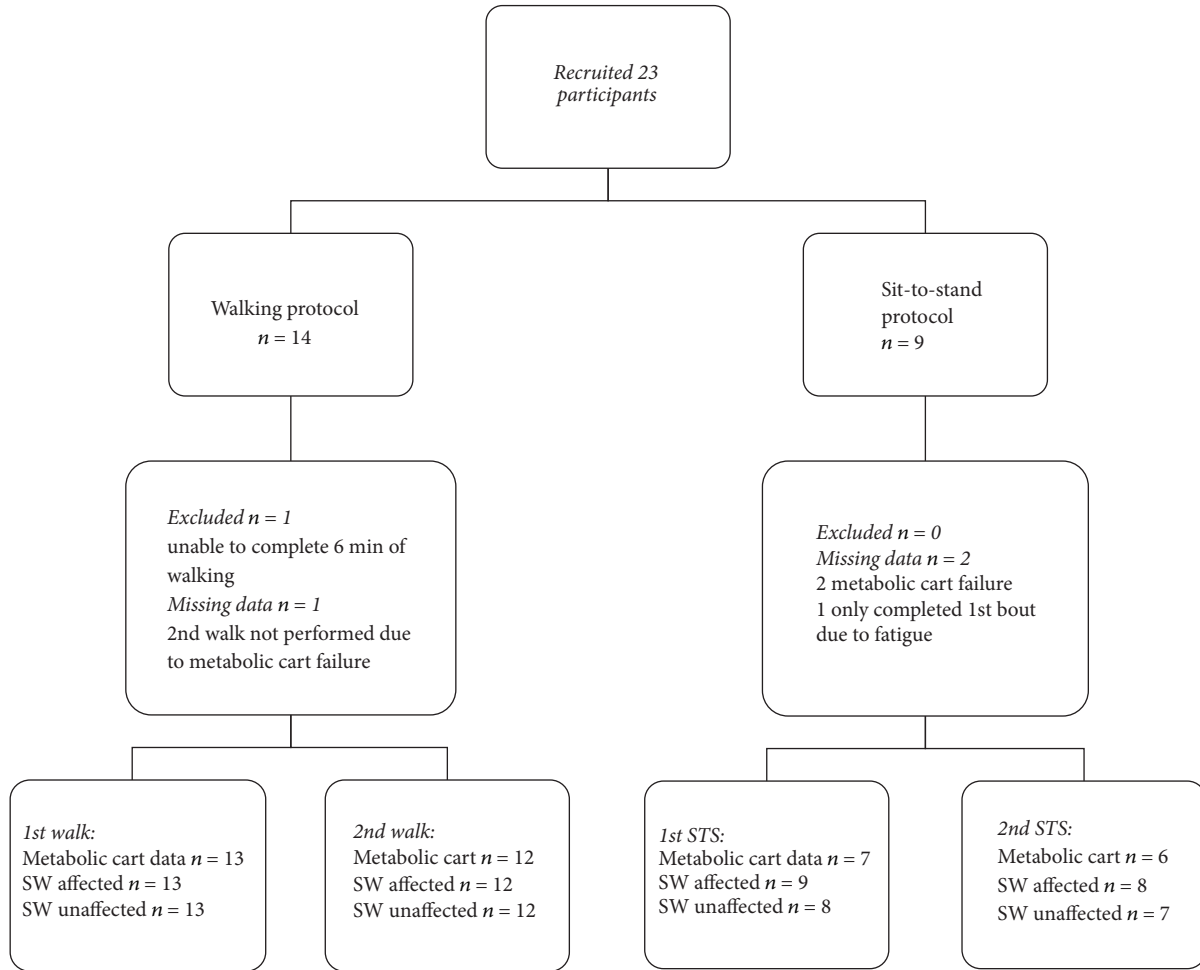 Recruited 23
participants
Walking protocol
n = 14
Sit-to-stand
protocol
n = 9
Excluded n = 1
unable to complete 6 min of
walking
Missing data n = 1
2nd walk not performed due
to metabolic cart failure
Excluded n = 0
Missing data n = 2
2 metabolic cart failure
1 only completed 1st bout
due to fatigue
1st walk:
Metabolic cart data n = 13
SW affected n = 13
SW unaffected n = 13
2nd walk:
Metabolic cart n = 12
SW affected n = 12
SW unaffected n = 12
1st STS:
Metabolic cart data n = 7
SW affected n = 9
SW unaffected n = 8
2nd STS:
Metabolic cart n = 6
SW affected n = 8
SW unaffected n = 7